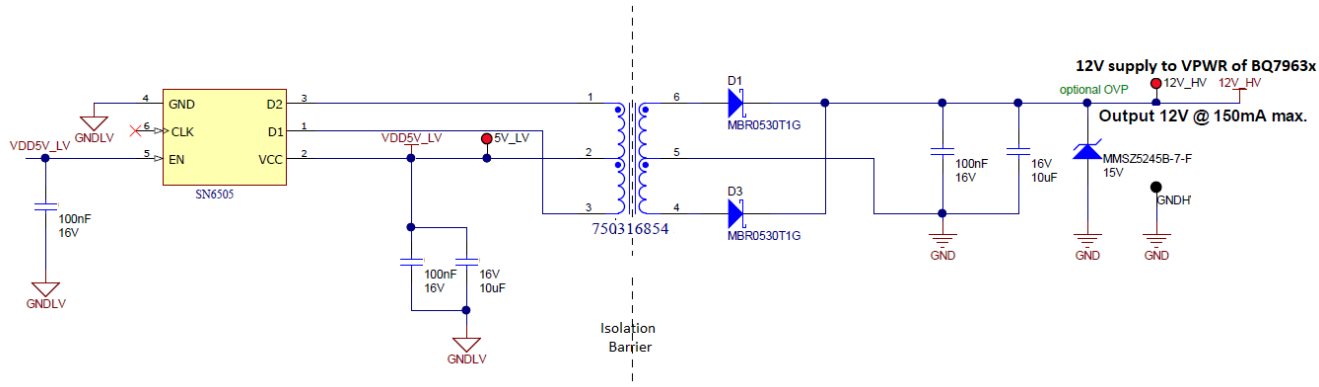 12V supply to VPWR of BQ7963x
optional OVP
12V_HV
12V_HV
Output 12V @ 150mA max.
4
GND
D2
3
GNDLV
6
CLK
D1
1
VDD5V_LV
5
EN
VCC
2
SN6505
100nF
16V
GNDLV
VDD5V_LV
5V_LV
100nF
16V
16V
10uF
GNDLV
1
2
3
6
5
4
750316854
Isolation
Barrier
D1
MBR0530T1G
D3
MBR0530T1G
100nF
16V
16V
10uF
GND
MMSZ5245B-7-F
15V
GND
GNDH
GND